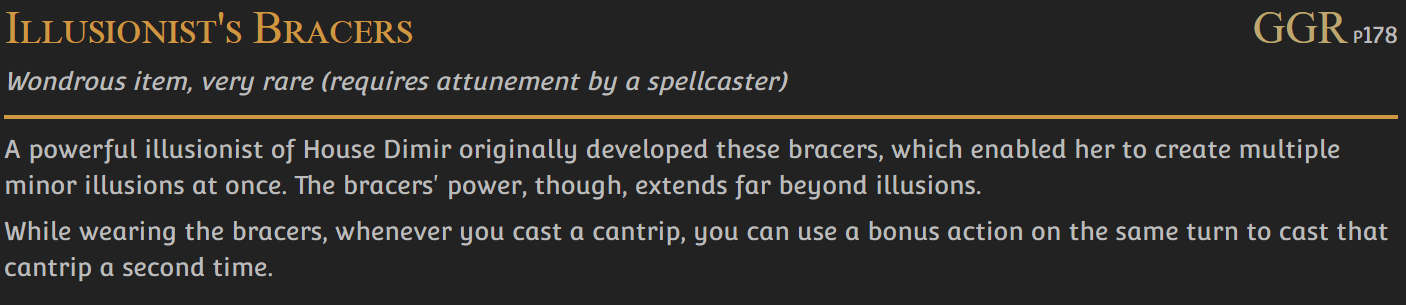 Illusionist's Bracers GGR P178
Wondrous item, very rare (requires attunement by a spellcaster)
A powerful illusionist of House Dimir originally developed these bracers, which enabled her to create multiple
minor illusions at once. The bracers' power, though, extends far beyond illusions.
While wearing the bracers, whenever you cast a cantrip, you can use a bonus action on the same turn to cast that
cantrip a second time.